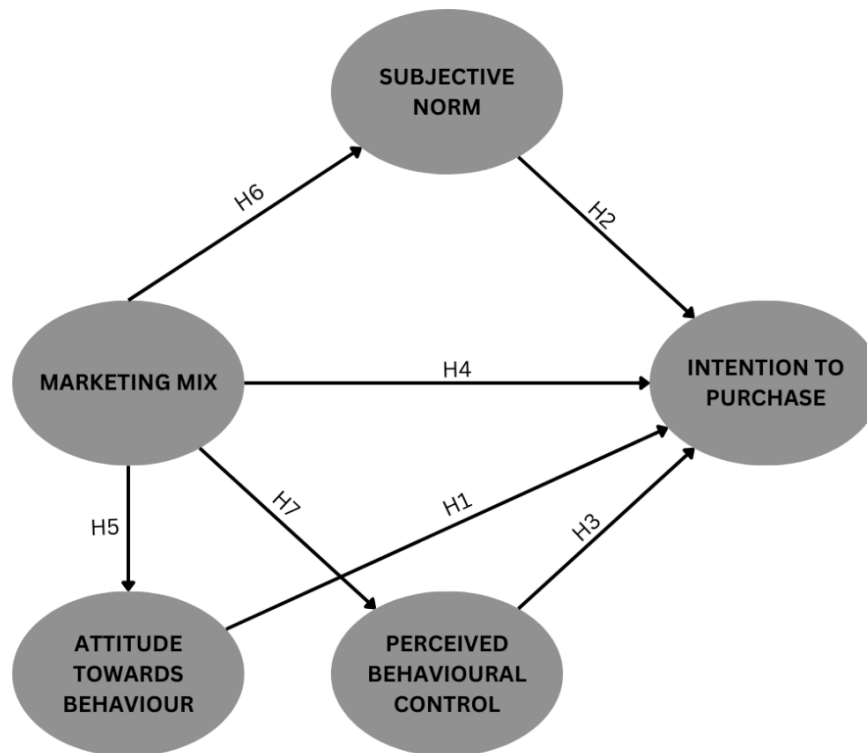 SUBJECTIVE
NORM
H6
H2
MARKETING MIX
H4
INTENTION TO
PURCHASE
H5
H7
H1
H3
ATTITUDE
TOWARDS
BEHAVIOUR
PERCEIVED
BEHAVIOURAL
CONTROL